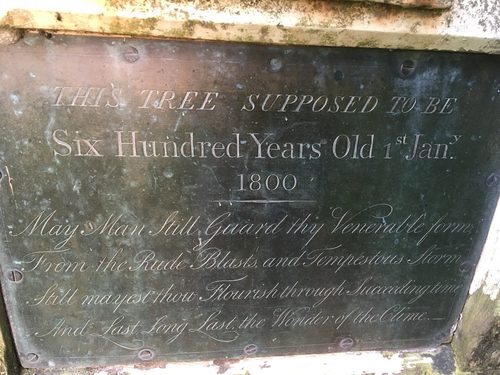 THIS TREE SUPPOSED TO BE
Six Hundred Years Old 1st Jany.
1800
May Man Still Guard thy Venerable form,
From the Rude Blasts, and Tempestous Storm
Still mayest thou Flourish through Succeeding time
And Last Long Last, the Wonder of the Clime. —